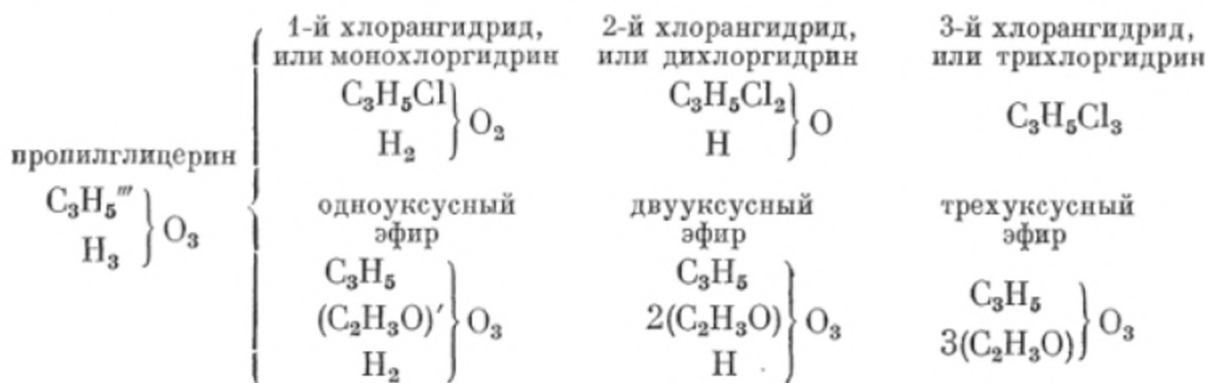 1-й хлорангидрид,
или монохлоргидрин
C₃H₅Cl
H₂ } O₂
2-й хлорангидрид,
или дихлоргидрин
C₃H₅Cl₂
H } O
3-й хлорангидрид,
или трихлоргидрин
C₃H₅Cl₃
пропилглицерин
C₃H₅‴
H₃ } O₃
одноуксусный
эфир
C₃H₅
(C₂H₃O)′ } O₃
H₂
двууксусный
эфир
C₃H₅
2(C₂H₃O) } O₃
H
трехуксусный
эфир
C₃H₅
3(C₂H₃O) } O₃